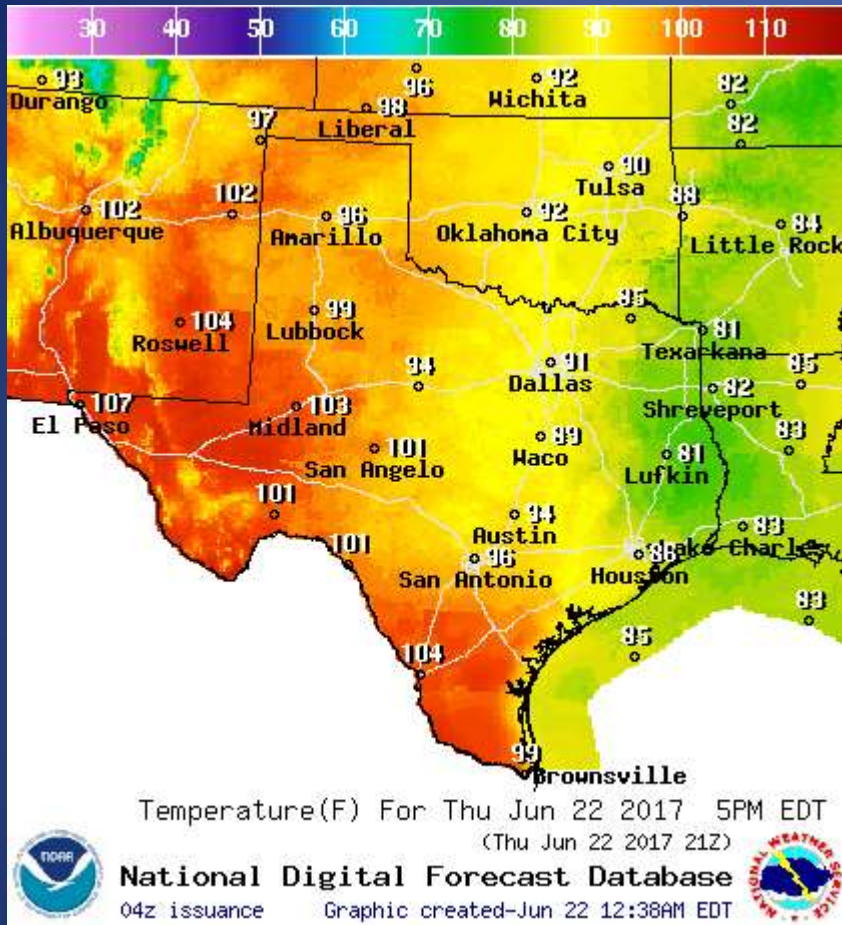 30 40 50 60 70 80 90 100 110
93
Durango
96
92
Wichita
98
Liberal
82
82
97
90
Tulsa
102
Albuquerque
102
96
Amarillo
92
Oklahoma City
88
84
Little Rock
104
Roswell
99
Lubbock
85
81
Texarkana
91
Dallas
94
82
Shreveport
85
107
El Paso
103
Midland
101
San Angelo
89
Waco
81
Lufkin
83
101
94
Austin
83
Lake Charles
101
96
San Antonio
86
Houston
83
85
104
99
Brownsville
Temperature(F) For Thu Jun 22 2017 5PM EDT
(Thu Jun 22 2017 21Z)
NOAA
National Digital Forecast Database
04z issuance Graphic created-Jun 22 12:38AM EDT
NATIONAL WEATHER SERVICE